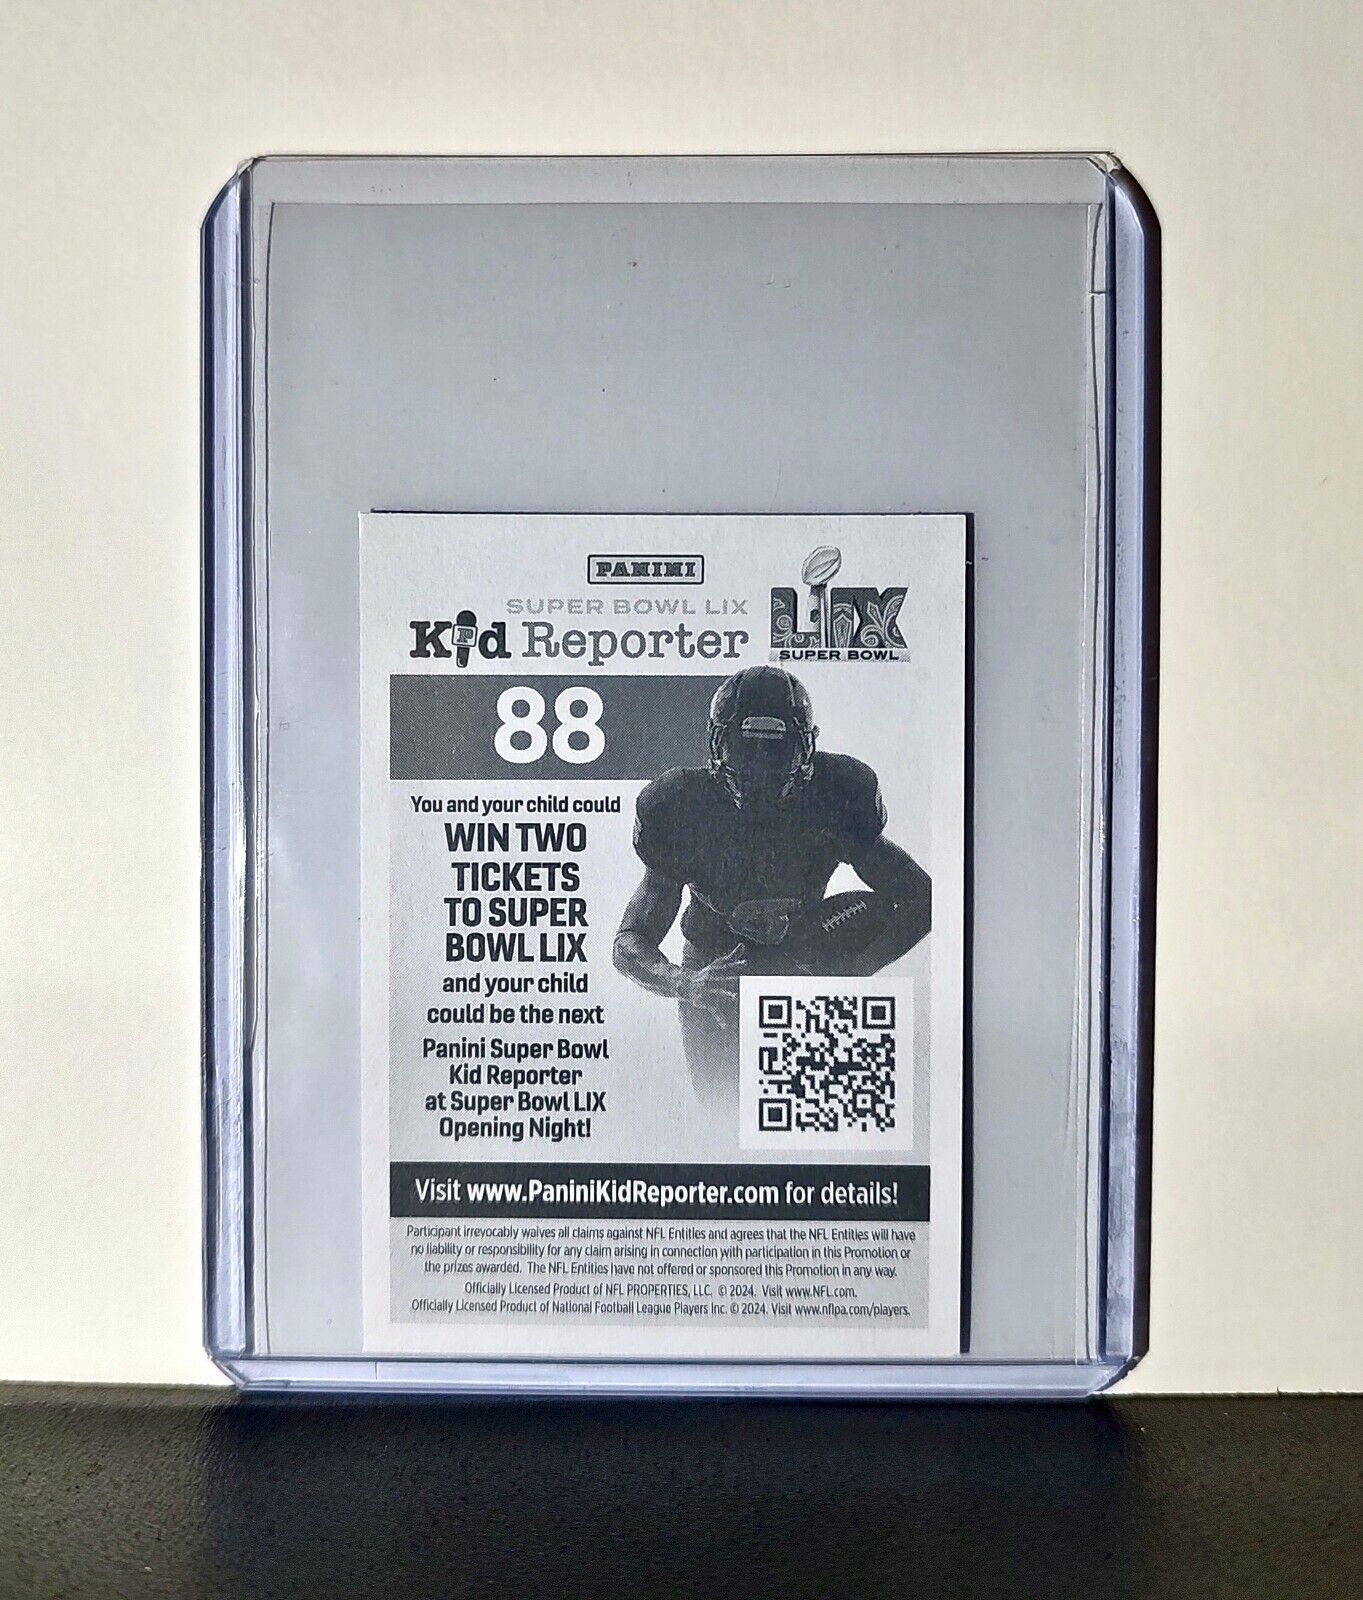 PANINI
SUPER BOWL LIX
Kid Reporter
LIX
SUPER BOWL
88
You and your child could
WIN TWO
TICKETS
TO SUPER
BOWL LIX
and your child
could be the next
Panini Super Bowl
Kid Reporter
at Super Bowl LIX
Opening Night!
Visit www.PaniniKidReporter.com for details!
Participant irrevocably waives all claims against NFL Entities and agrees that the NFL Entities will have
no liability or responsibility for any claim arising in connection with participation in this Promotion or
the prizes awarded. The NFL Entities have not offered or sponsored this Promotion in any way.
Officially Licensed Product of NFL PROPERTIES, LLC. © 2024. Visit www.NFL.com.
Officially Licensed Product of National Football League Players Inc. © 2024. Visit www.nflpa.com/players.